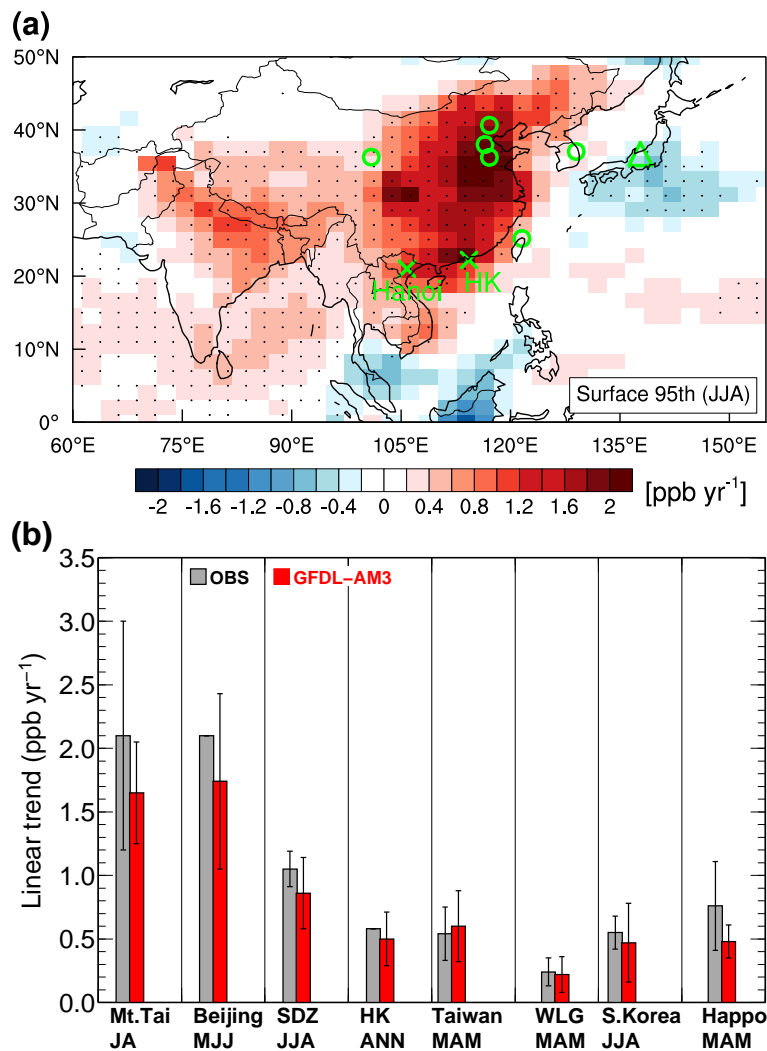 (a)
50°N
40°N
30°N
20°N
10°N
0°
Hanoi
HK
Surface 95th (JJA)
60°E 75°E 90°E 105°E 120°E 135°E 150°E
-2 -1.6 -1.2 -0.8 -0.4 0 0.4 0.8 1.2 1.6 2 [ppb yr⁻¹]
(b)
OBS GFDL−AM3
Linear trend (ppb yr⁻¹)
3.5
3.0
2.5
2.0
1.5
1.0
0.5
0.0
Mt.Tai Beijing SDZ HK Taiwan WLG S.Korea Happo
JA MJJ JJA ANN MAM MAM JJA MAM